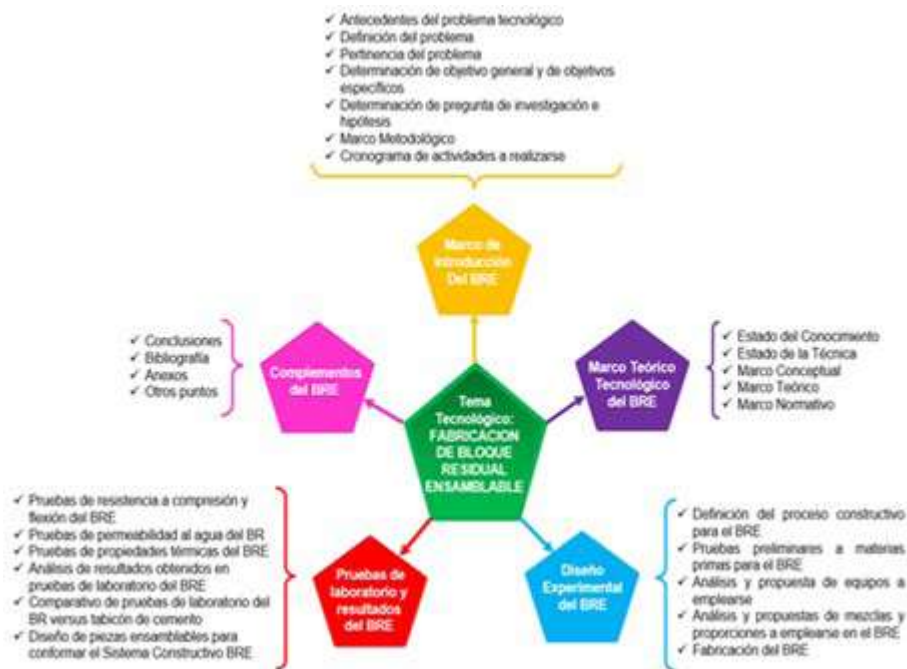 ✓ Antecedentes del problema tecnológico
✓ Definición del problema
✓ Pertinencia del problema
✓ Determinación de objetivo general y de objetivos
específicos
✓ Determinación de pregunta de investigación e
hipótesis
✓ Marco Metodológico
✓ Cronograma de actividades a realizarse
Marco de
Introducción
Del BRE
✓ Conclusiones
✓ Bibliografía
✓ Anexos
✓ Otros puntos
Complementos
del BRE
Marco Teórico
Tecnológico
del BRE
✓ Estado del Conocimiento
✓ Estado de la Técnica
✓ Marco Conceptual
✓ Marco Teórico
✓ Marco Normativo
Tema
Tecnológico:
FABRICACION
DE BLOQUE
RESIDUAL
ENSAMBLABLE
✓ Pruebas de resistencia a compresión y
flexión del BRE
✓ Pruebas de permeabilidad al agua del BR
✓ Pruebas de propiedades térmicas del BRE
✓ Análisis de resultados obtenidos en
pruebas de laboratorio del BRE
✓ Comparativo de pruebas de laboratorio del
BR versus tabicón de cemento
✓ Diseño de piezas ensamblables para
conformar el Sistema Constructivo BRE
Pruebas de
laboratorio y
resultados
del BRE
Diseño
Experimental
del BRE
✓ Definición del proceso constructivo
para el BRE
✓ Pruebas preliminares a materias
primas para el BRE
✓ Análisis y propuesta de equipos a
emplearse
✓ Análisis y propuestas de mezclas y
proporciones a emplearse en el BRE
✓ Fabricación del BRE